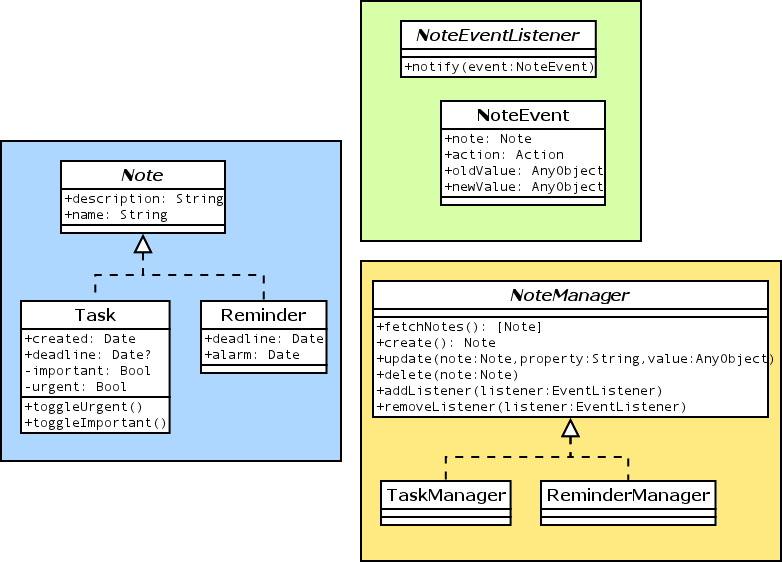 NoteEventListener
+notify(event:NoteEvent)
NoteEvent
+note: Note
+action: Action
+oldValue: AnyObject
+newValue: AnyObject
Note
+description: String
+name: String
Task
+created: Date
+deadline: Date?
-important: Bool
-urgent: Bool
+toggleUrgent()
+toggleImportant()
Reminder
+deadline: Date
+alarm: Date
NoteManager
+fetchNotes(): [Note]
+create(): Note
+update(note:Note,property:String,value:AnyObject)
+delete(note:Note)
+addListener(listener:EventListener)
+removeListener(listener:EventListener)
TaskManager
ReminderManager